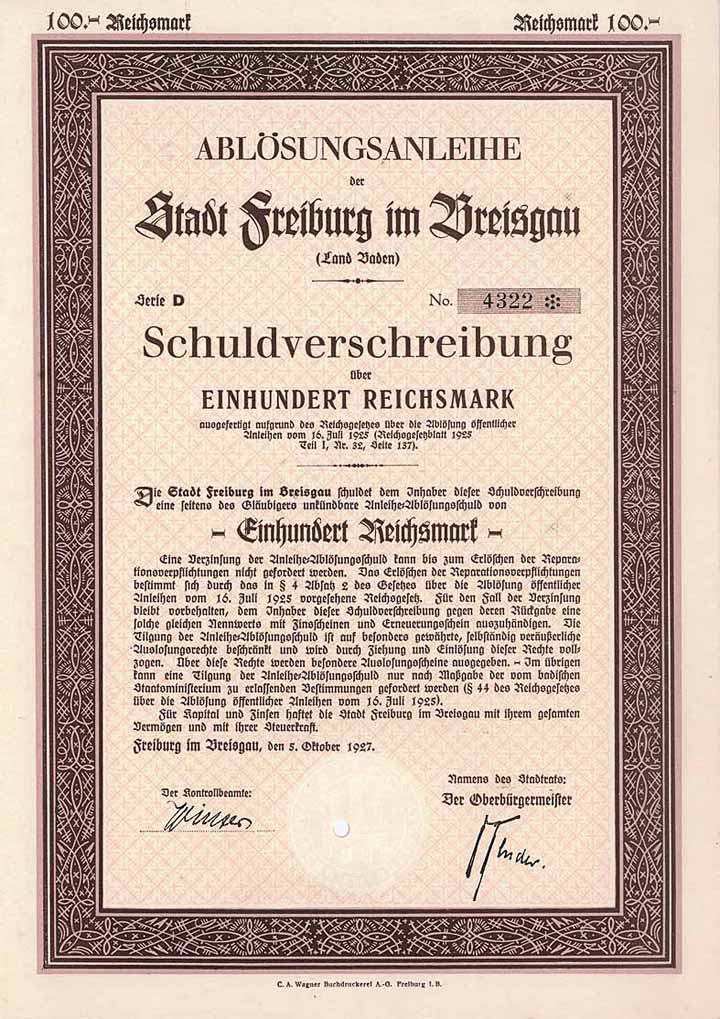 100.- Reichsmark Reichsmark 100.-
ABLÖSUNGSANLEIHE
der
Stadt Freiburg im Breisgau
(Land Baden)
Serie D No. 4322
Schuldverschreibung
über
EINHUNDERT REICHSMARK
ausgefertigt aufgrund des Reichsgesetzes über die Ablösung öffentlicher
Anleihen vom 16. Juli 1925 (Reichsgesetzblatt 1925
Teil I, Nr. 32, Seite 137).
Die Stadt Freiburg im Breisgau schuldet dem Inhaber dieser Schuldverschreibung
eine seitens des Gläubigers unkündbare Anleihe-Ablösungschuld von
- Einhundert Reichsmark -
Eine Verzinsung der Anleihe-Ablösungsschuld kann bis zum Erlöschen der Repara-
tionsverpflichtungen nicht gefordert werden. Das Erlöschen der Reparationsverpflichtungen
bestimmt sich durch das in § 4 Absatz 2 des Gesetzes über die Ablösung öffentlicher
Anleihen vom 16. Juli 1925 vorgesehene Reichsgesetz. Für den Fall der Verzinsung
bleibt vorbehalten, dem Inhaber dieser Schuldverschreibung gegen deren Rückgabe eine
solche gleichen Nennwerts mit Zinsscheinen und Erneuerungsschein auszuhändigen. Die
Tilgung der Anleihe-Ablösungsschuld ist auf besonders gewährte, selbständig veräußerliche
Auslosungsrechte beschränkt und wird durch Ziehung und Einlösung dieser Rechte voll-
zogen. Über diese Rechte werden besondere Auslosungsscheine ausgegeben. - Im übrigen
kann eine Tilgung der Anleihe-Ablösungsschuld nur nach Maßgabe der vom badischen
Staatsministerium zu erlassenden Bestimmungen gefordert werden (§ 44 des Reichsgesetzes
über die Ablösung öffentlicher Anleihen vom 16. Juli 1925).
Für Kapital und Zinsen haftet die Stadt Freiburg im Breisgau mit ihrem gesamten
Vermögen und mit ihrer Steuerkraft.
Freiburg im Breisgau, den 5. Oktober 1927.
Der Kontrollbeamte:
Namens des Stadtrats:
Der Oberbürgermeister
C. A. Wagner Buchdruckerei A.-G. Freiburg i. B.